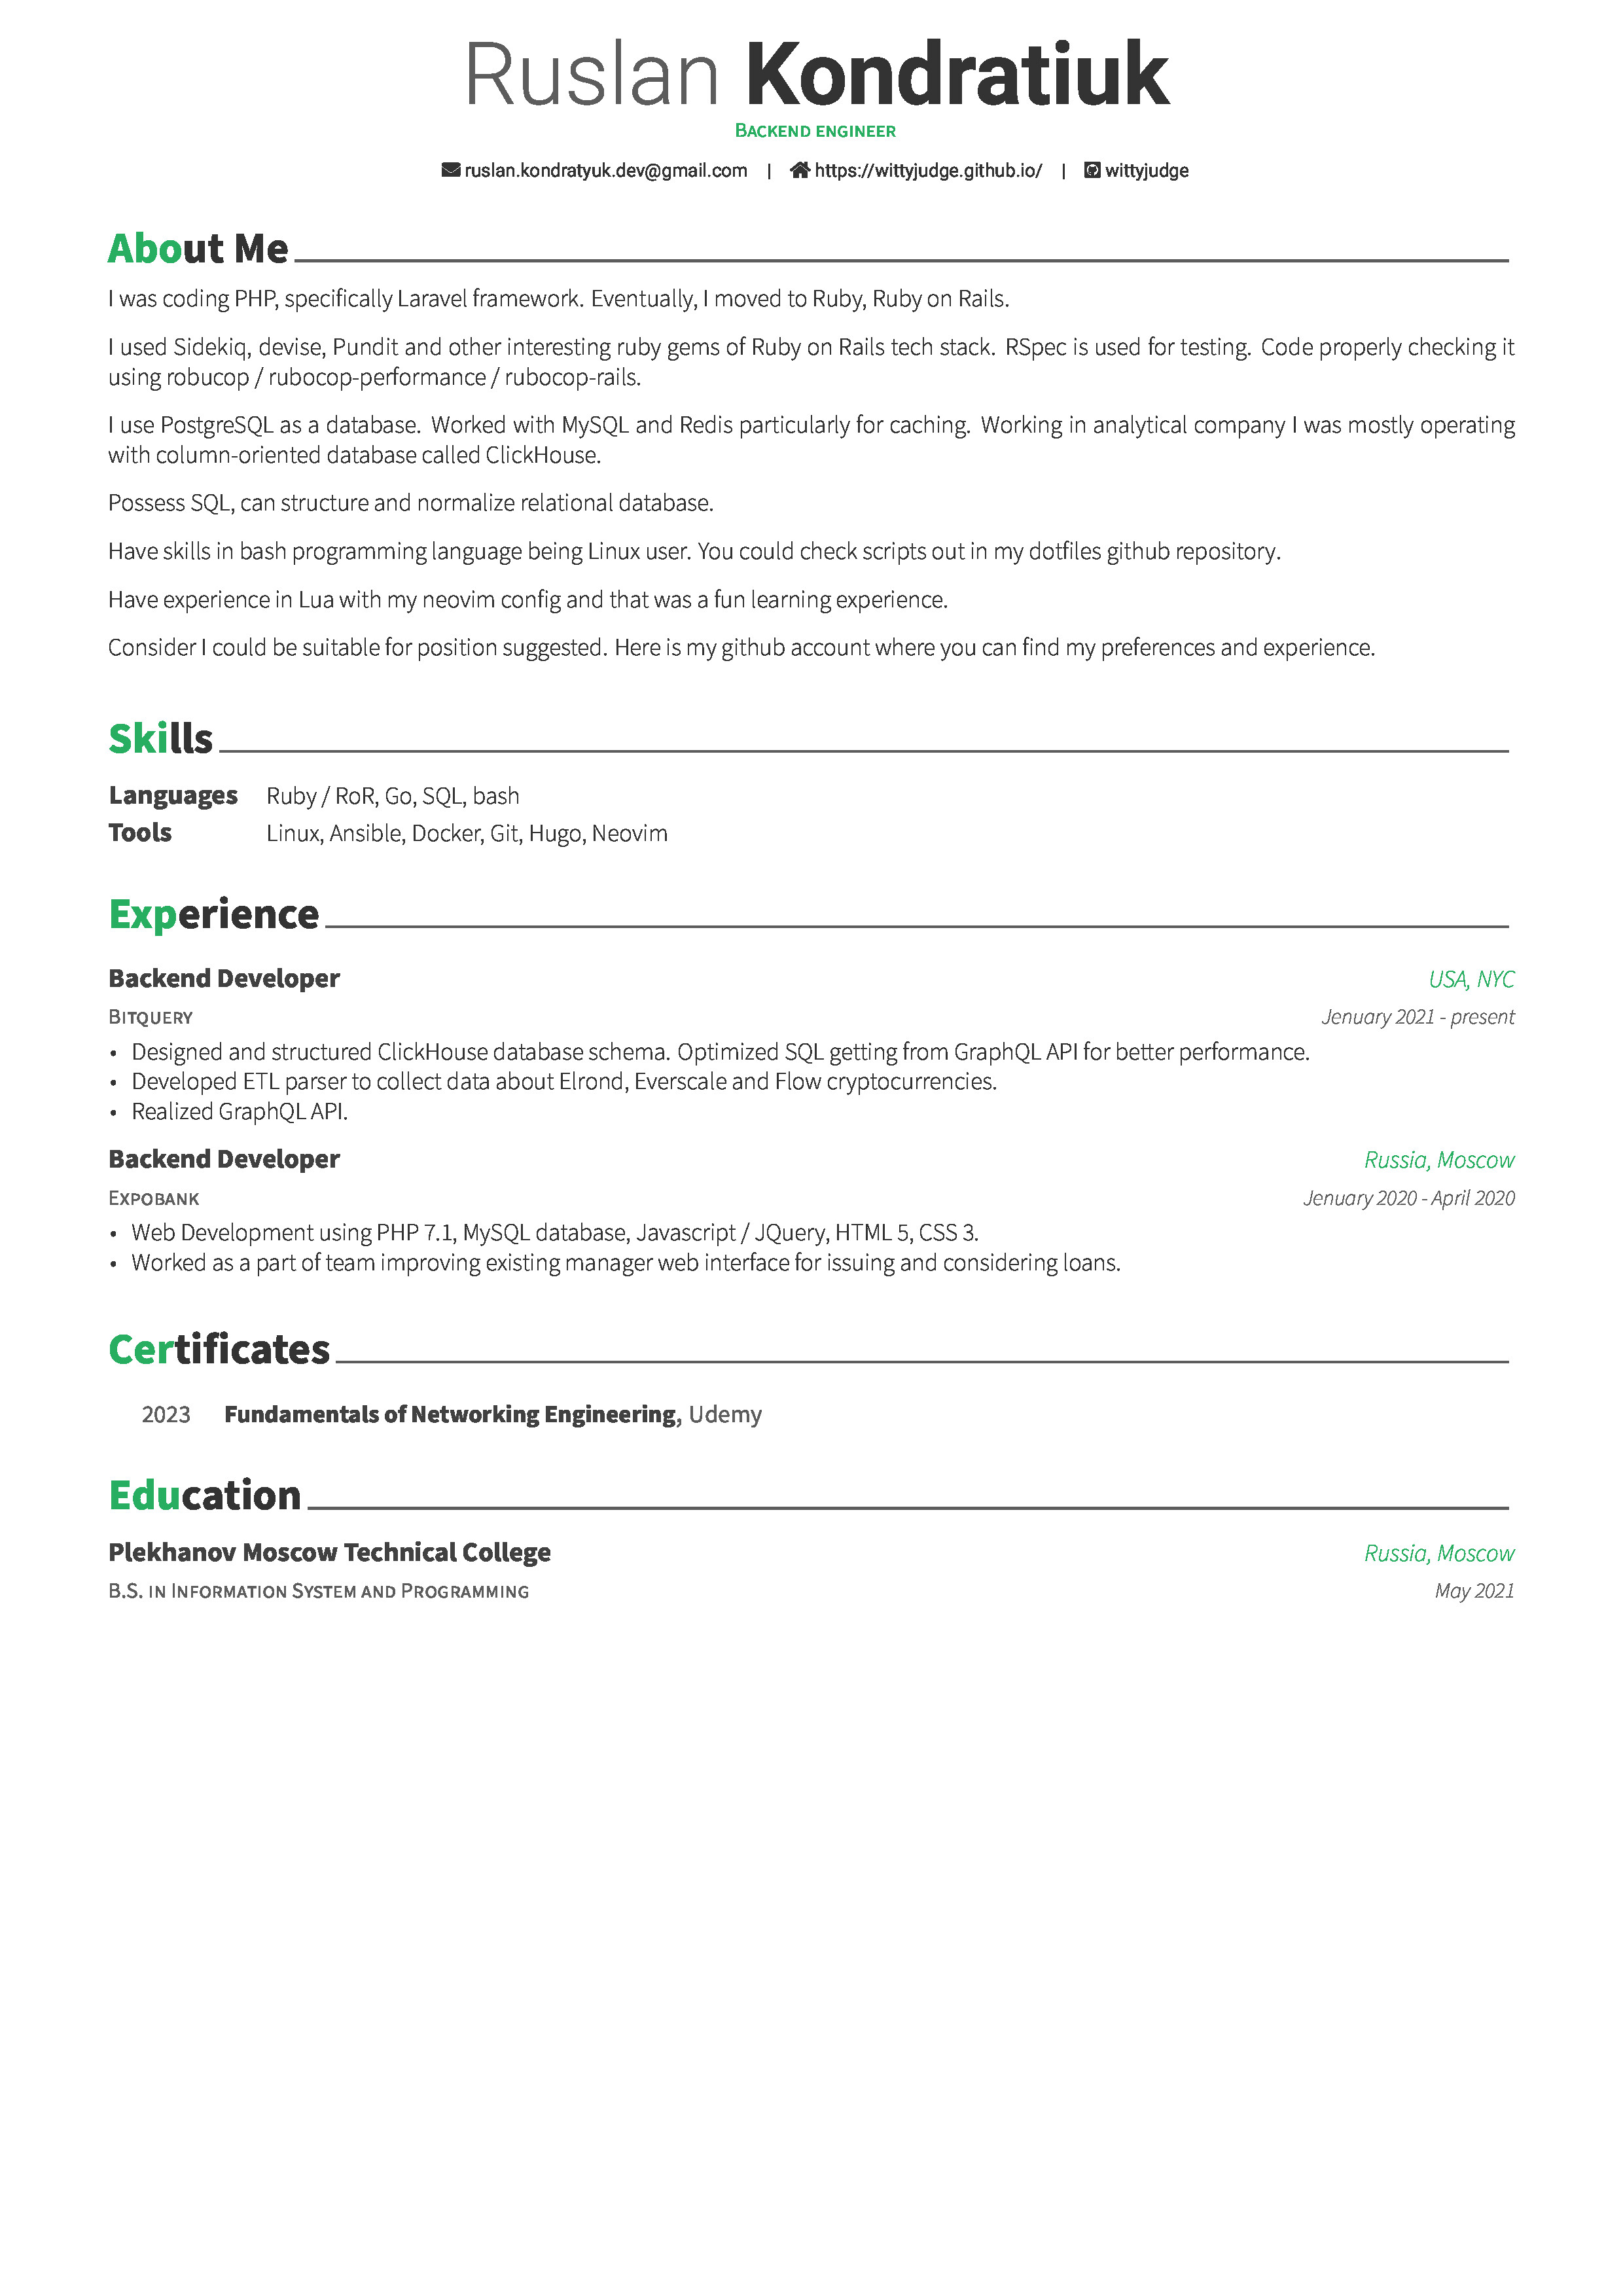 Ruslan Kondratiuk
Backend engineer
ruslan.kondratyuk.dev@gmail.com | https://wittyjudge.github.io/ | wittyjudge
About Me
I was coding PHP, specifically Laravel framework. Eventually, I moved to Ruby, Ruby on Rails.
I used Sidekiq, devise, Pundit and other interesting ruby gems of Ruby on Rails tech stack. RSpec is used for testing. Code properly checking it
using robucop / rubocop-performance / rubocop-rails.
I use PostgreSQL as a database. Worked with MySQL and Redis particularly for caching. Working in analytical company I was mostly operating
with column-oriented database called ClickHouse.
Possess SQL, can structure and normalize relational database.
Have skills in bash programming language being Linux user. You could check scripts out in my dotfiles github repository.
Have experience in Lua with my neovim config and that was a fun learning experience.
Consider I could be suitable for position suggested. Here is my github account where you can find my preferences and experience.
Skills
Languages Ruby / RoR, Go, SQL, bash
Tools Linux, Ansible, Docker, Git, Hugo, Neovim
Experience
Backend Developer USA, NYC
Bitquery Jenuary 2021 - present
• Designed and structured ClickHouse database schema. Optimized SQL getting from GraphQL API for better performance.
• Developed ETL parser to collect data about Elrond, Everscale and Flow cryptocurrencies.
• Realized GraphQL API.
Backend Developer Russia, Moscow
Expobank Jenuary 2020 - April 2020
• Web Development using PHP 7.1, MySQL database, Javascript / JQuery, HTML 5, CSS 3.
• Worked as a part of team improving existing manager web interface for issuing and considering loans.
Certificates
2023 Fundamentals of Networking Engineering, Udemy
Education
Plekhanov Moscow Technical College Russia, Moscow
B.S. in Information System and Programming May 2021